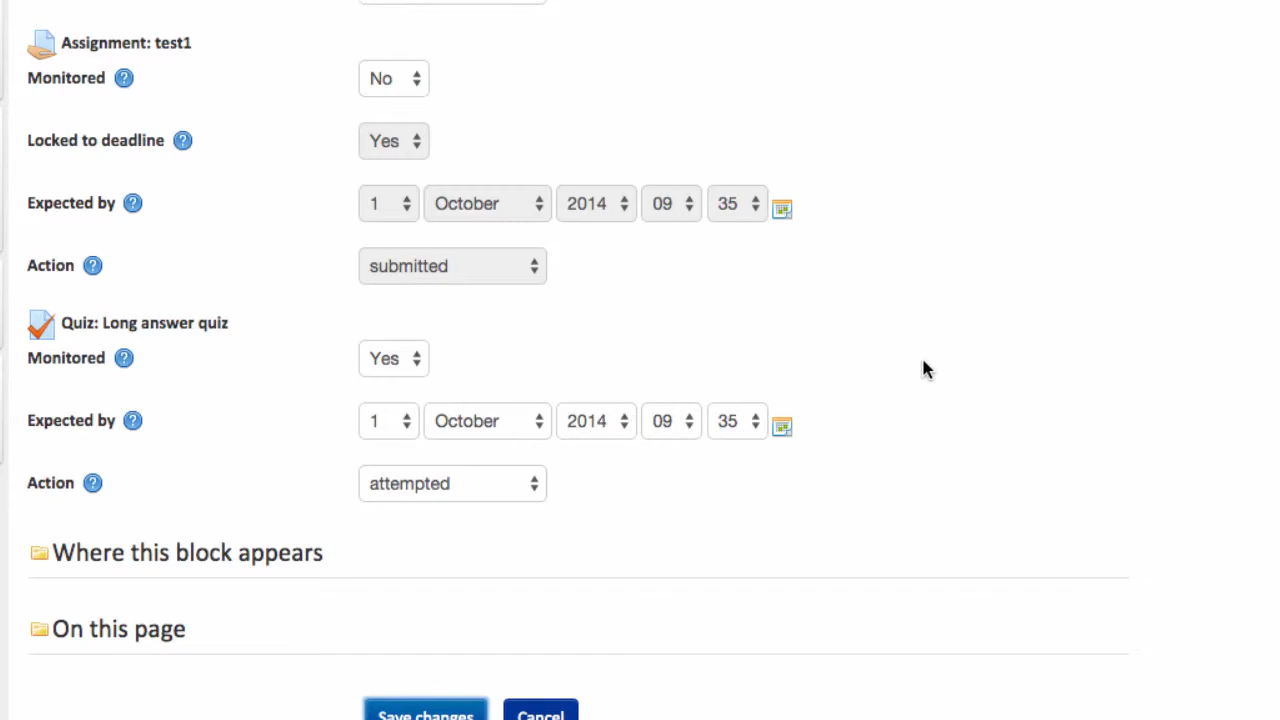 Assignment: test1
Monitored No
Locked to deadline Yes
Expected by 1 October 2014 09 35
Action submitted
Quiz: Long answer quiz
Monitored Yes
Expected by 1 October 2014 09 35
Action attempted
Where this block appears
On this page
Save changes Cancel